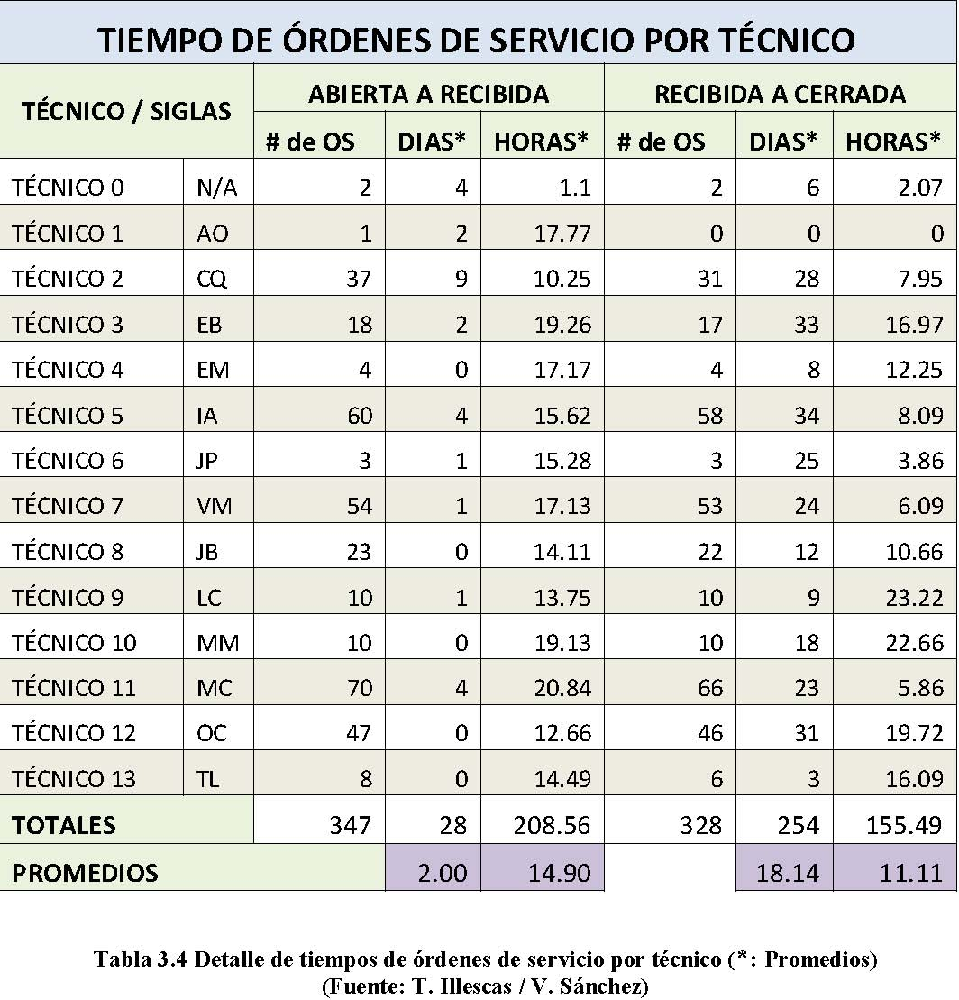 TIEMPO DE ÓRDENES DE SERVICIO POR TÉCNICO
TÉCNICO / SIGLAS ABIERTA A RECIBIDA RECIBIDA A CERRADA
# de OS DIAS* HORAS* # de OS DIAS* HORAS*
TÉCNICO 0 N/A 2 4 1.1 2 6 2.07
TÉCNICO 1 AO 1 2 17.77 0 0 0
TÉCNICO 2 CQ 37 9 10.25 31 28 7.95
TÉCNICO 3 EB 18 2 19.26 17 33 16.97
TÉCNICO 4 EM 4 0 17.17 4 8 12.25
TÉCNICO 5 IA 60 4 15.62 58 34 8.09
TÉCNICO 6 JP 3 1 15.28 3 25 3.86
TÉCNICO 7 VM 54 1 17.13 53 24 6.09
TÉCNICO 8 JB 23 0 14.11 22 12 10.66
TÉCNICO 9 LC 10 1 13.75 10 9 23.22
TÉCNICO 10 MM 10 0 19.13 10 18 22.66
TÉCNICO 11 MC 70 4 20.84 66 23 5.86
TÉCNICO 12 OC 47 0 12.66 46 31 19.72
TÉCNICO 13 TL 8 0 14.49 6 3 16.09
TOTALES 347 28 208.56 328 254 155.49
PROMEDIOS 2.00 14.90 18.14 11.11
Tabla 3.4 Detalle de tiempos de órdenes de servicio por técnico (*: Promedios)
(Fuente: T. Illescas / V. Sánchez)